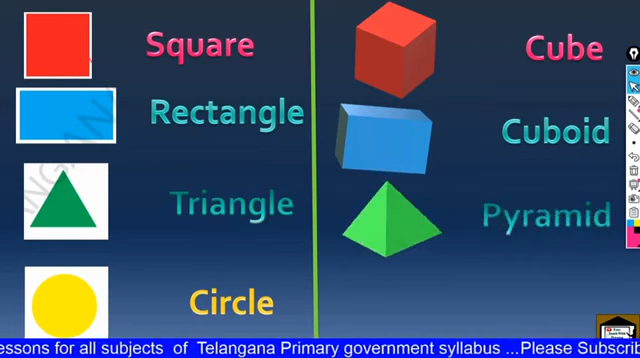 Square
Rectangle
Triangle
Circle
Cube
Cuboid
Pyramid
essons for all subjects of Telangana Primary government syllabus ...Please Subscrib